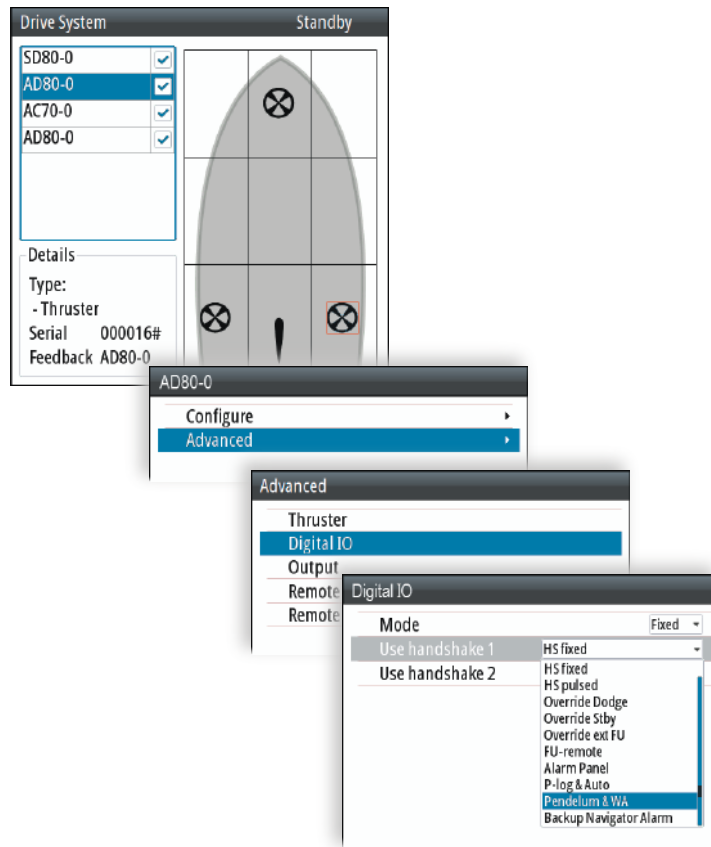 Drive System Standby
SD80-0
AD80-0
AC70-0
AD80-0
Details
Type:
- Thruster
Serial 000016#
Feedback AD80-0
AD80-0
Configure
Advanced
Advanced
Thruster
Digital IO
Output
Remote
Remote
Digital IO
Mode Fixed
Use handshake 1 HS fixed
Use handshake 2
HS fixed
HS pulsed
Override Dodge
Override Stby
Override ext FU
FU-remote
Alarm Panel
P-log & Auto
Pendelum & WA
Backup Navigator Alarm